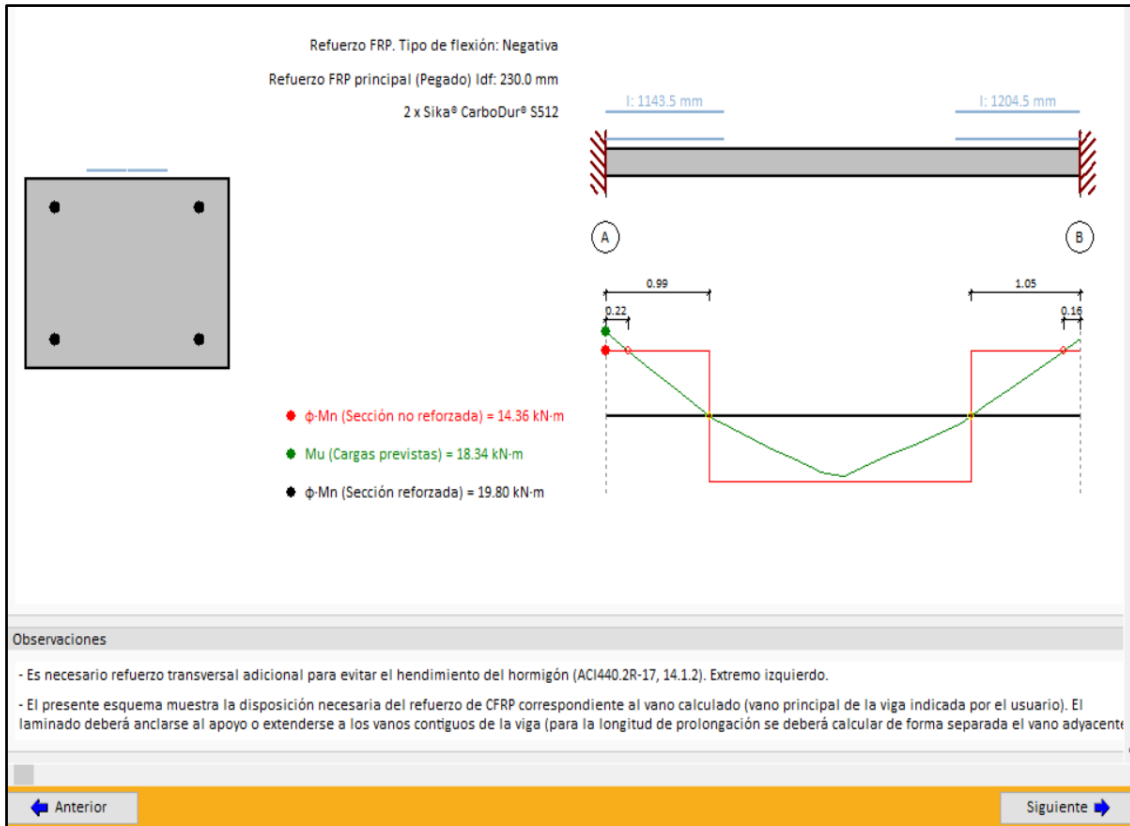 Refuerzo FRP. Tipo de flexión: Negativa
Refuerzo FRP principal (Pegado) ldf: 230.0 mm
2 x Sika® CarboDur® S512
l: 1143.5 mm
l: 1204.5 mm
A
B
0.99
1.05
0.22
0.16
ϕ·Mn (Sección no reforzada) = 14.36 kN·m
Mu (Cargas previstas) = 18.34 kN·m
ϕ·Mn (Sección reforzada) = 19.80 kN·m
Observaciones
- Es necesario refuerzo transversal adicional para evitar el hendimiento del hormigón (ACI440.2R-17, 14.1.2). Extremo izquierdo.
- El presente esquema muestra la disposición necesaria del refuerzo de CFRP correspondiente al vano calculado (vano principal de la viga indicada por el usuario). El
laminado deberá anclarse al apoyo o extenderse a los vanos contiguos de la viga (para la longitud de prolongación se deberá calcular de forma separada el vano adyacente
Anterior
Siguiente